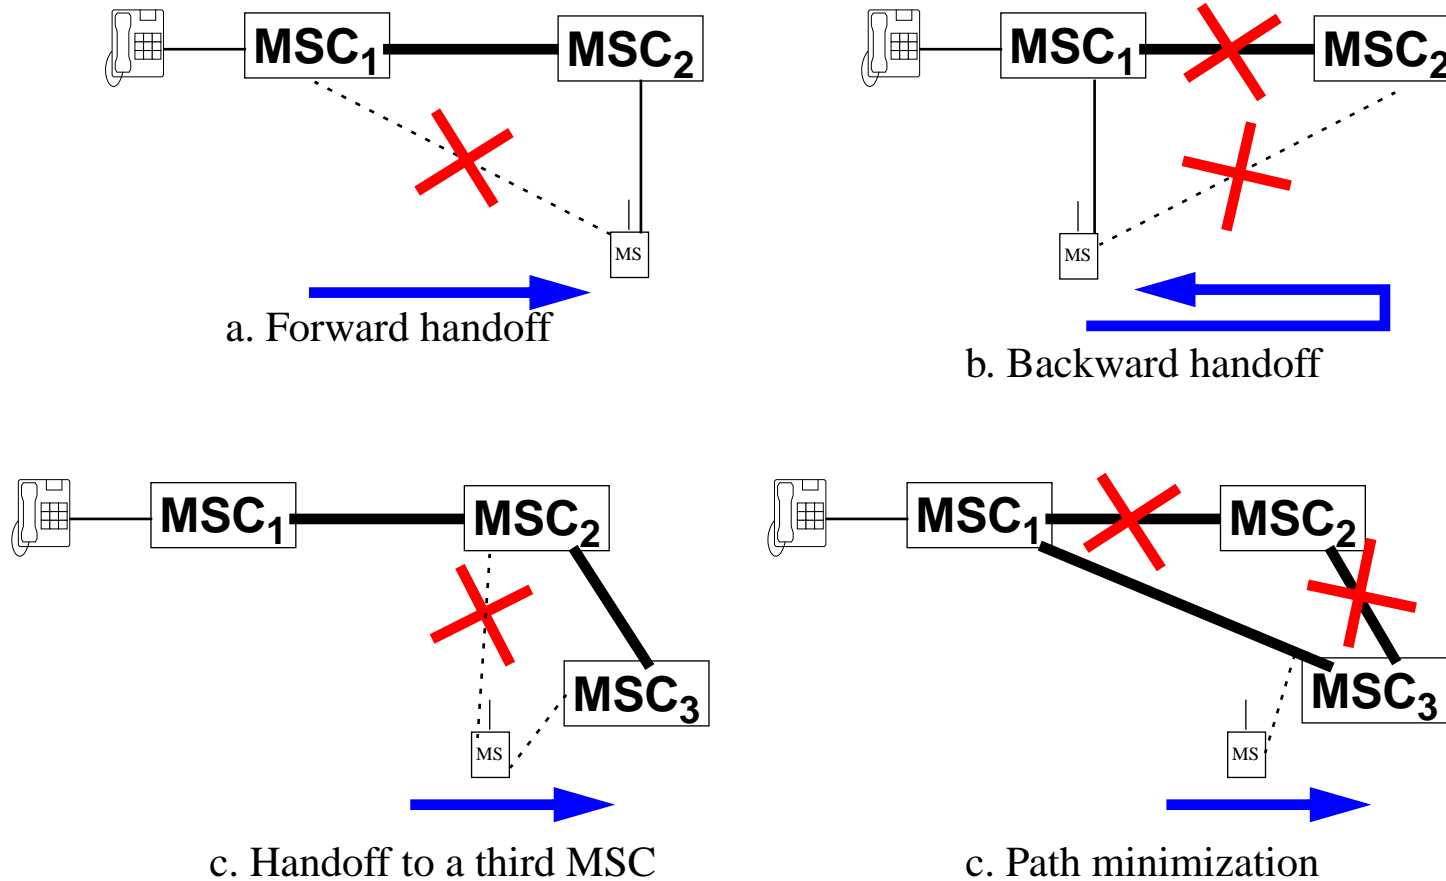 MSC1 MSC2
MS
a. Forward handoff
MSC1 MSC2
MS
b. Backward handoff
MSC1 MSC2
MSC3
MS
c. Handoff to a third MSC
MSC1 MSC2
MSC3
MS
c. Path minimization